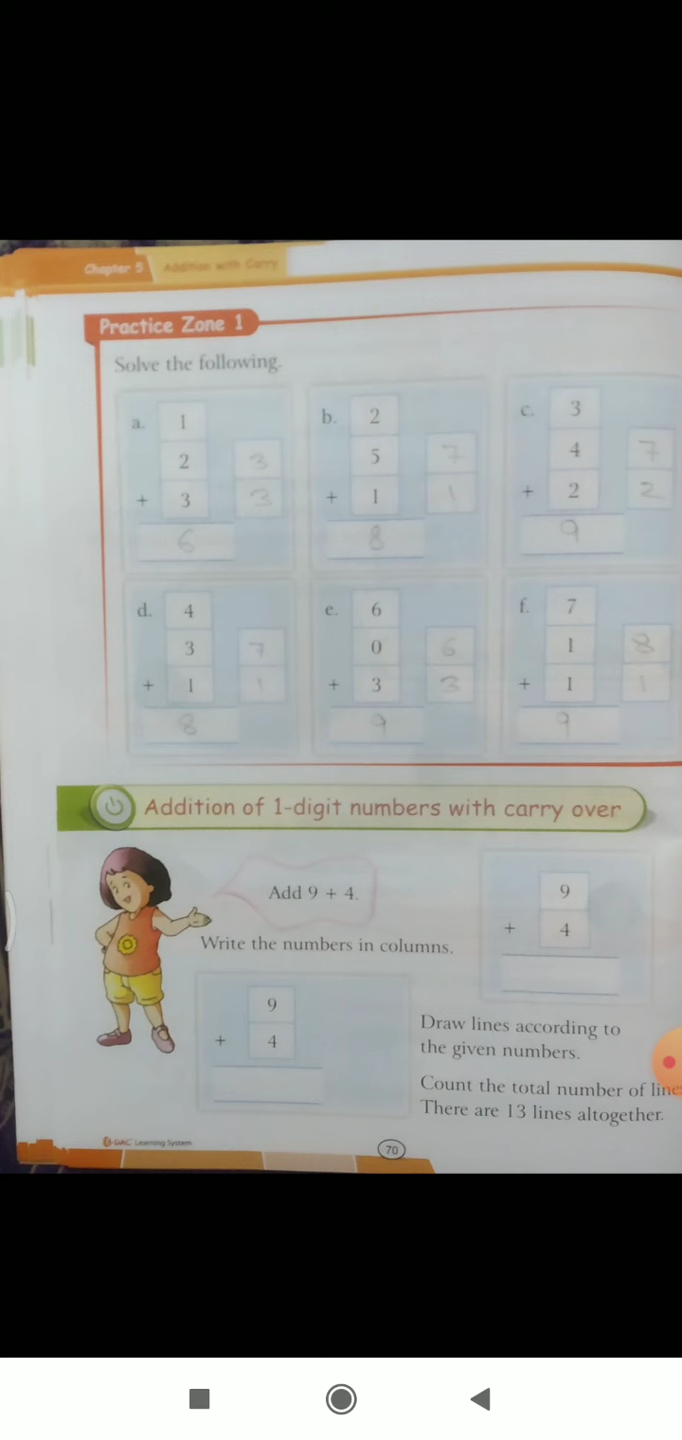 Chapter 5 Addition with Carry
Practice Zone 1
Solve the following.
a. 1 b. 2 c. 3
2 3 5 7 4 7
+ 3 3 + 1 1 + 2 2
6 8 9
d. 4 e. 6 f. 7
3 7 0 6 1 8
+ 1 1 + 3 3 + 1 1
8 9 9
Addition of 1-digit numbers with carry over
Add 9 + 4.
9
+ 4
Write the numbers in columns.
9
+ 4
Draw lines according to
the given numbers.
Count the total number of line
There are 13 lines altogether.
Learning System
70